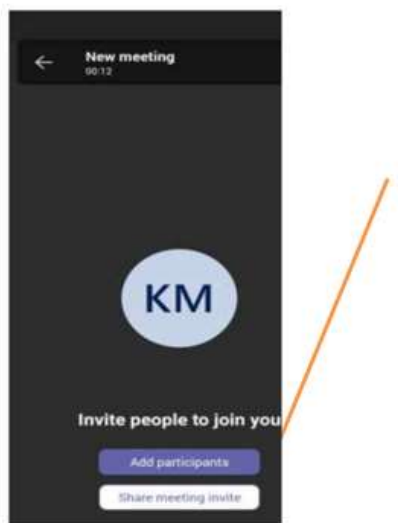 New meeting
00:12
KM
Invite people to join you
Add participants
Share meeting invite